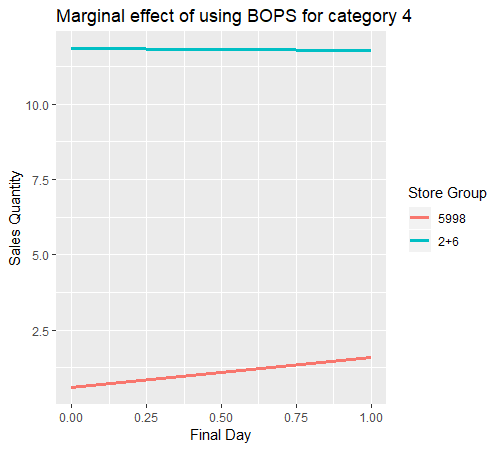 Marginal effect of using BOPS for category 4
10.0
7.5
5.0
2.5
Sales Quantity
0.00 0.25 0.50 0.75 1.00
Final Day
Store Group
5998
2+6